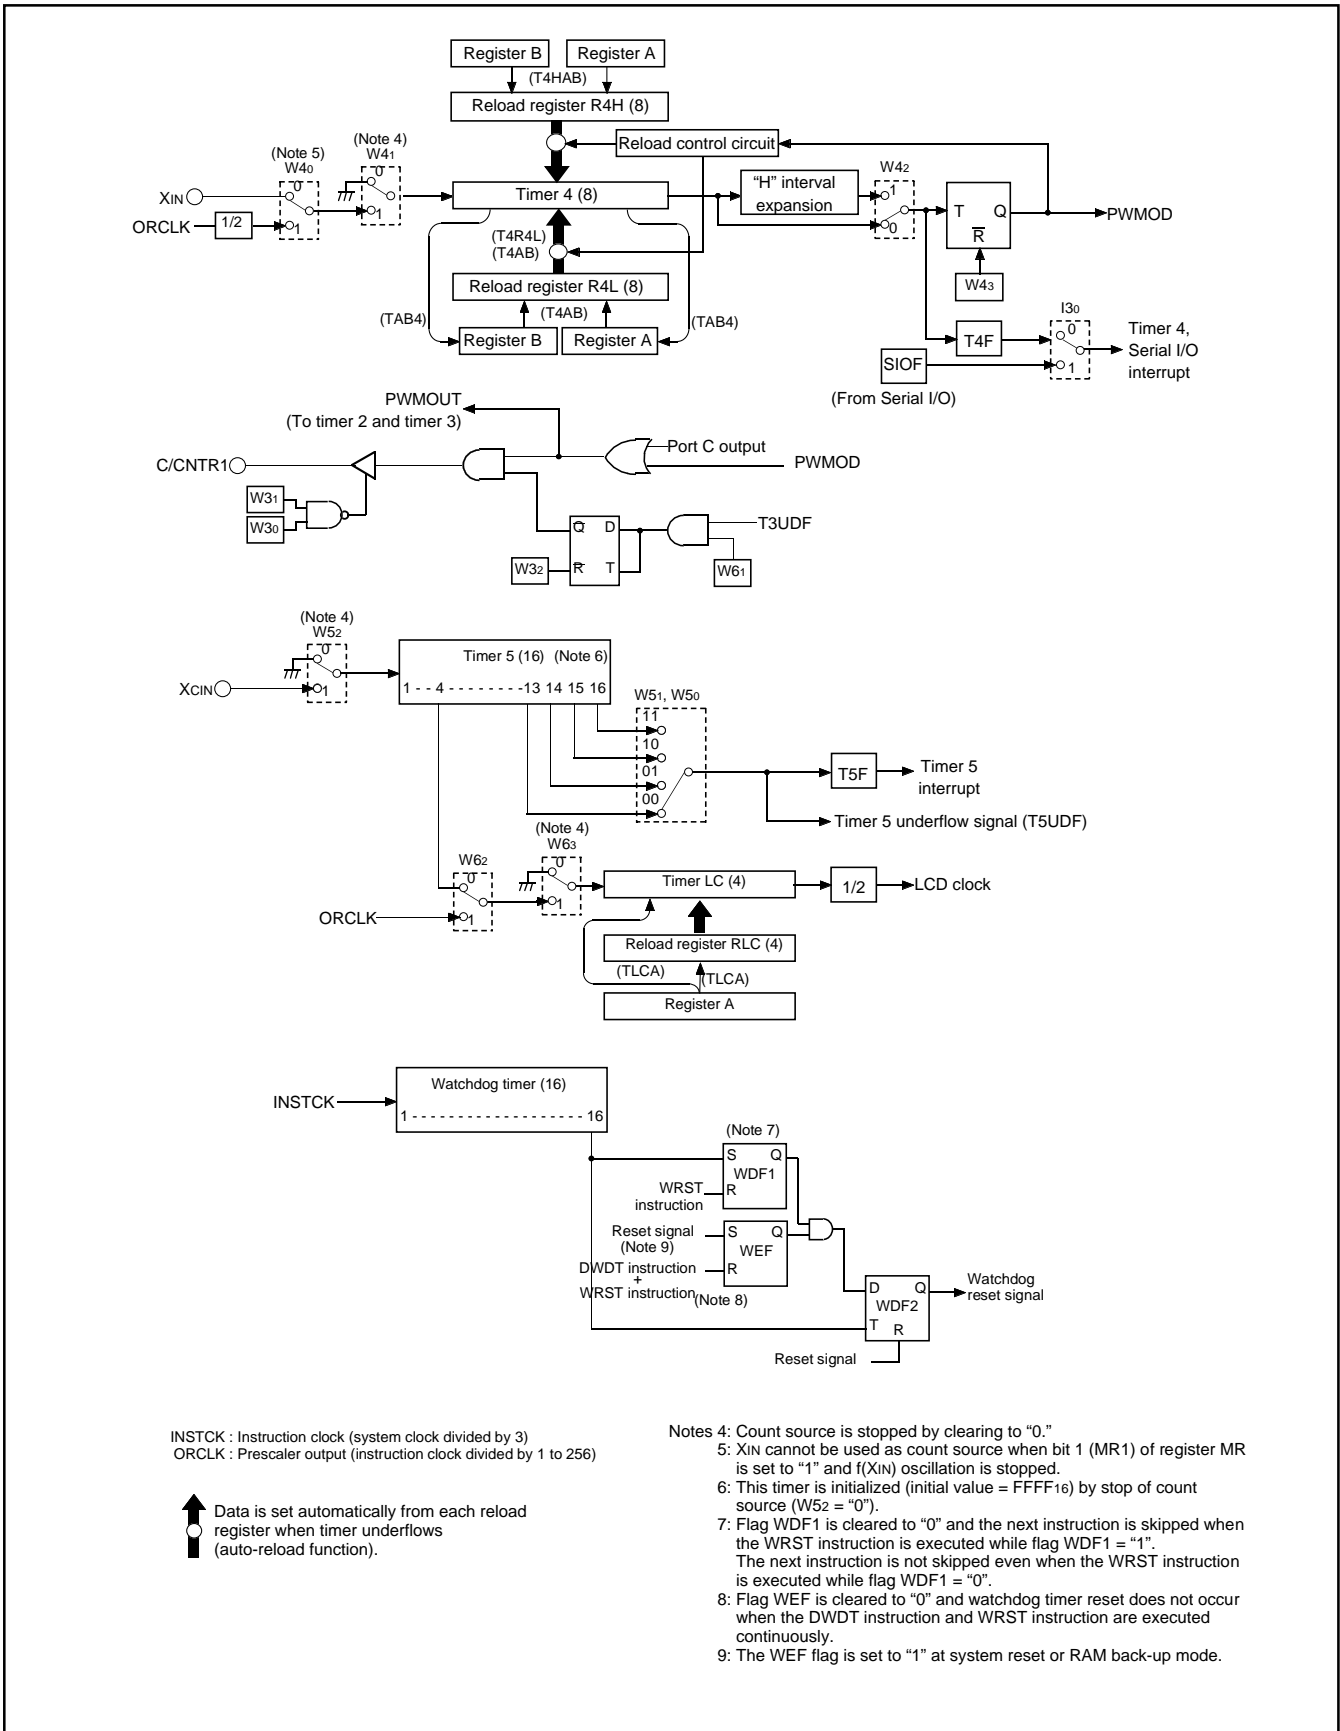 Register B
Register A
(T4HAB)
Reload register R4H (8)
Reload control circuit
(Note 5)
W40
0
1
(Note 4)
W41
0
1
XIN
ORCLK
1/2
Timer 4 (8)
“H” interval
expansion
W42
1
0
T
Q
R
PWMOD
W43
(T4R4L)
(T4AB)
Reload register R4L (8)
(TAB4)
(T4AB)
(TAB4)
Register B
Register A
T4F
SIOF
(From Serial I/O)
I30
0
1
Timer 4,
Serial I/O
interrupt
PWMOUT
(To timer 2 and timer 3)
C/CNTR1
Port C output
PWMOD
W31
W30
Q
D
R
T
T3UDF
W32
W61
(Note 4)
W52
0
1
XCIN
Timer 5 (16) (Note 6)
1 - - 4 - - - - - - - - -13 14 15 16
W51, W50
11
10
01
00
T5F
Timer 5
interrupt
Timer 5 underflow signal (T5UDF)
W62
0
1
(Note 4)
W63
0
1
ORCLK
Timer LC (4)
1/2
LCD clock
Reload register RLC (4)
(TLCA)
(TLCA)
Register A
INSTCK
Watchdog timer (16)
1 - - - - - - - - - - - - - - - - - - - - 16
(Note 7)
S
Q
WDF1
R
WRST
instruction
Reset signal
(Note 9)
S
Q
WEF
R
DWDT instruction
+
WRST instruction
(Note 8)
D
Q
WDF2
T
R
Watchdog
reset signal
Reset signal
INSTCK : Instruction clock (system clock divided by 3)
ORCLK : Prescaler output (instruction clock divided by 1 to 256)
Data is set automatically from each reload
register when timer underflows
(auto-reload function).
Notes 4: Count source is stopped by clearing to “0.”
5: XIN cannot be used as count source when bit 1 (MR1) of register MR
is set to “1” and f(XIN) oscillation is stopped.
6: This timer is initialized (initial value = FFFF16) by stop of count
source (W52 = “0”).
7: Flag WDF1 is cleared to “0” and the next instruction is skipped when
the WRST instruction is executed while flag WDF1 = “1”.
The next instruction is not skipped even when the WRST instruction
is executed while flag WDF1 = “0”.
8: Flag WEF is cleared to “0” and watchdog timer reset does not occur
when the DWDT instruction and WRST instruction are executed
continuously.
9: The WEF flag is set to “1” at system reset or RAM back-up mode.